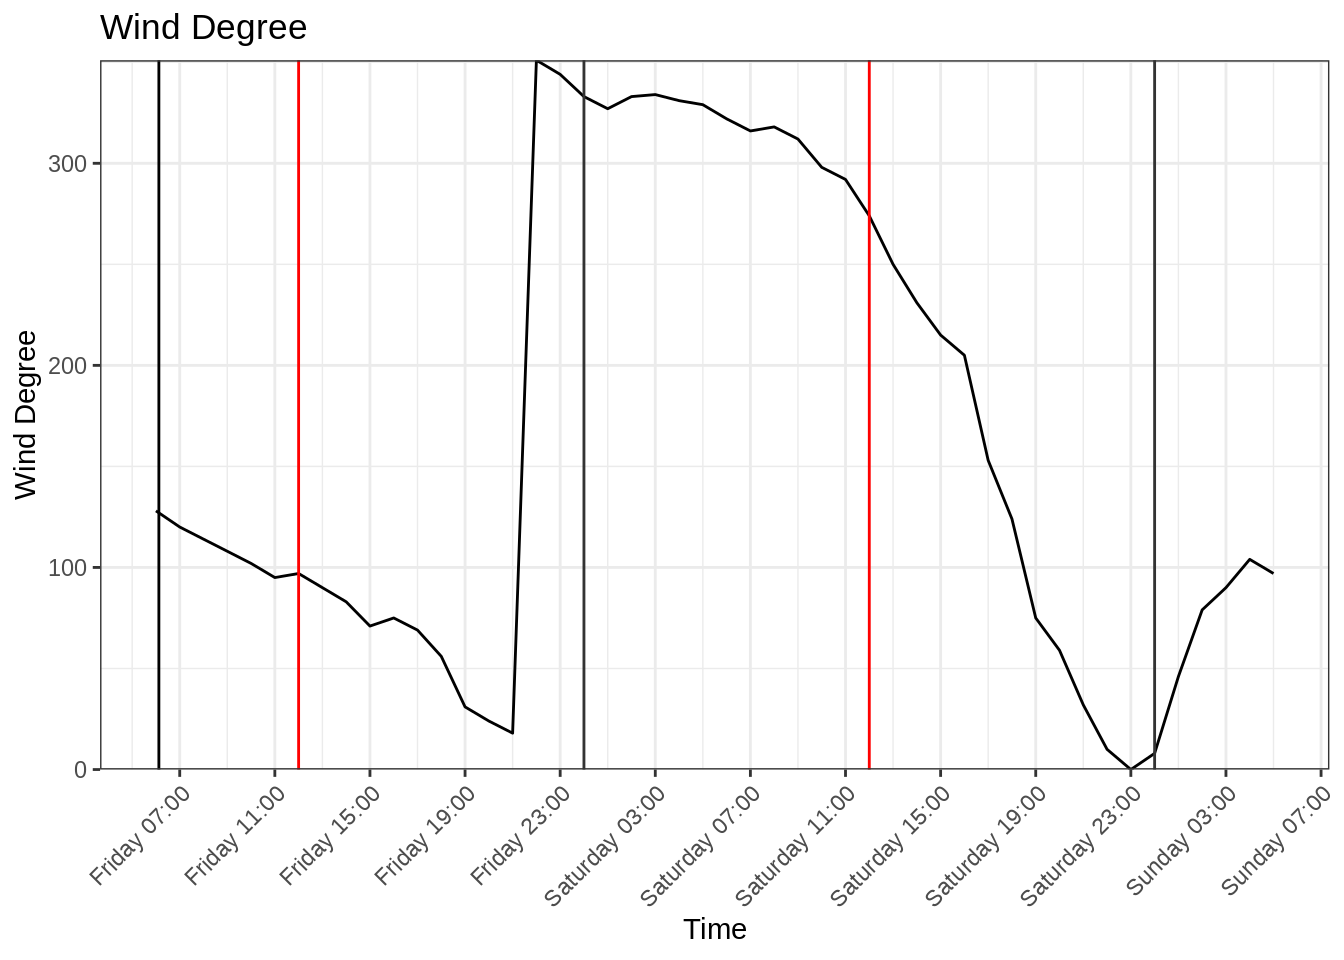 Wind Degree
Wind Degree
300
200
100
0
Friday 07:00
Friday 11:00
Friday 15:00
Friday 19:00
Friday 23:00
Saturday 03:00
Saturday 07:00
Saturday 11:00
Saturday 15:00
Saturday 19:00
Saturday 23:00
Sunday 03:00
Sunday 07:00
Time